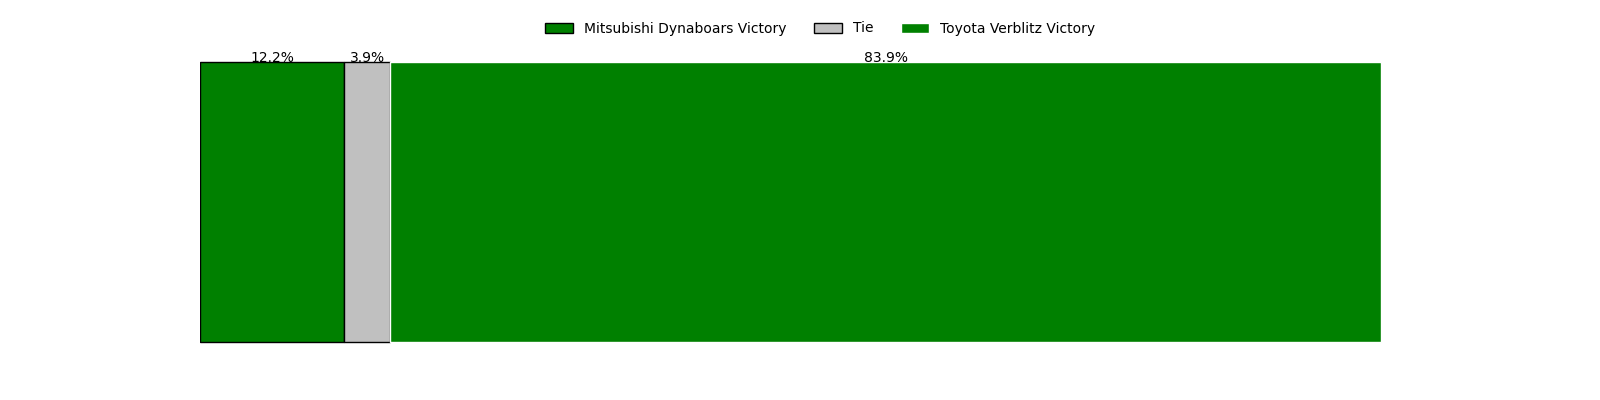 Mitsubishi Dynaboars Victory Tie Toyota Verblitz Victory
12.2% 3.9% 83.9%